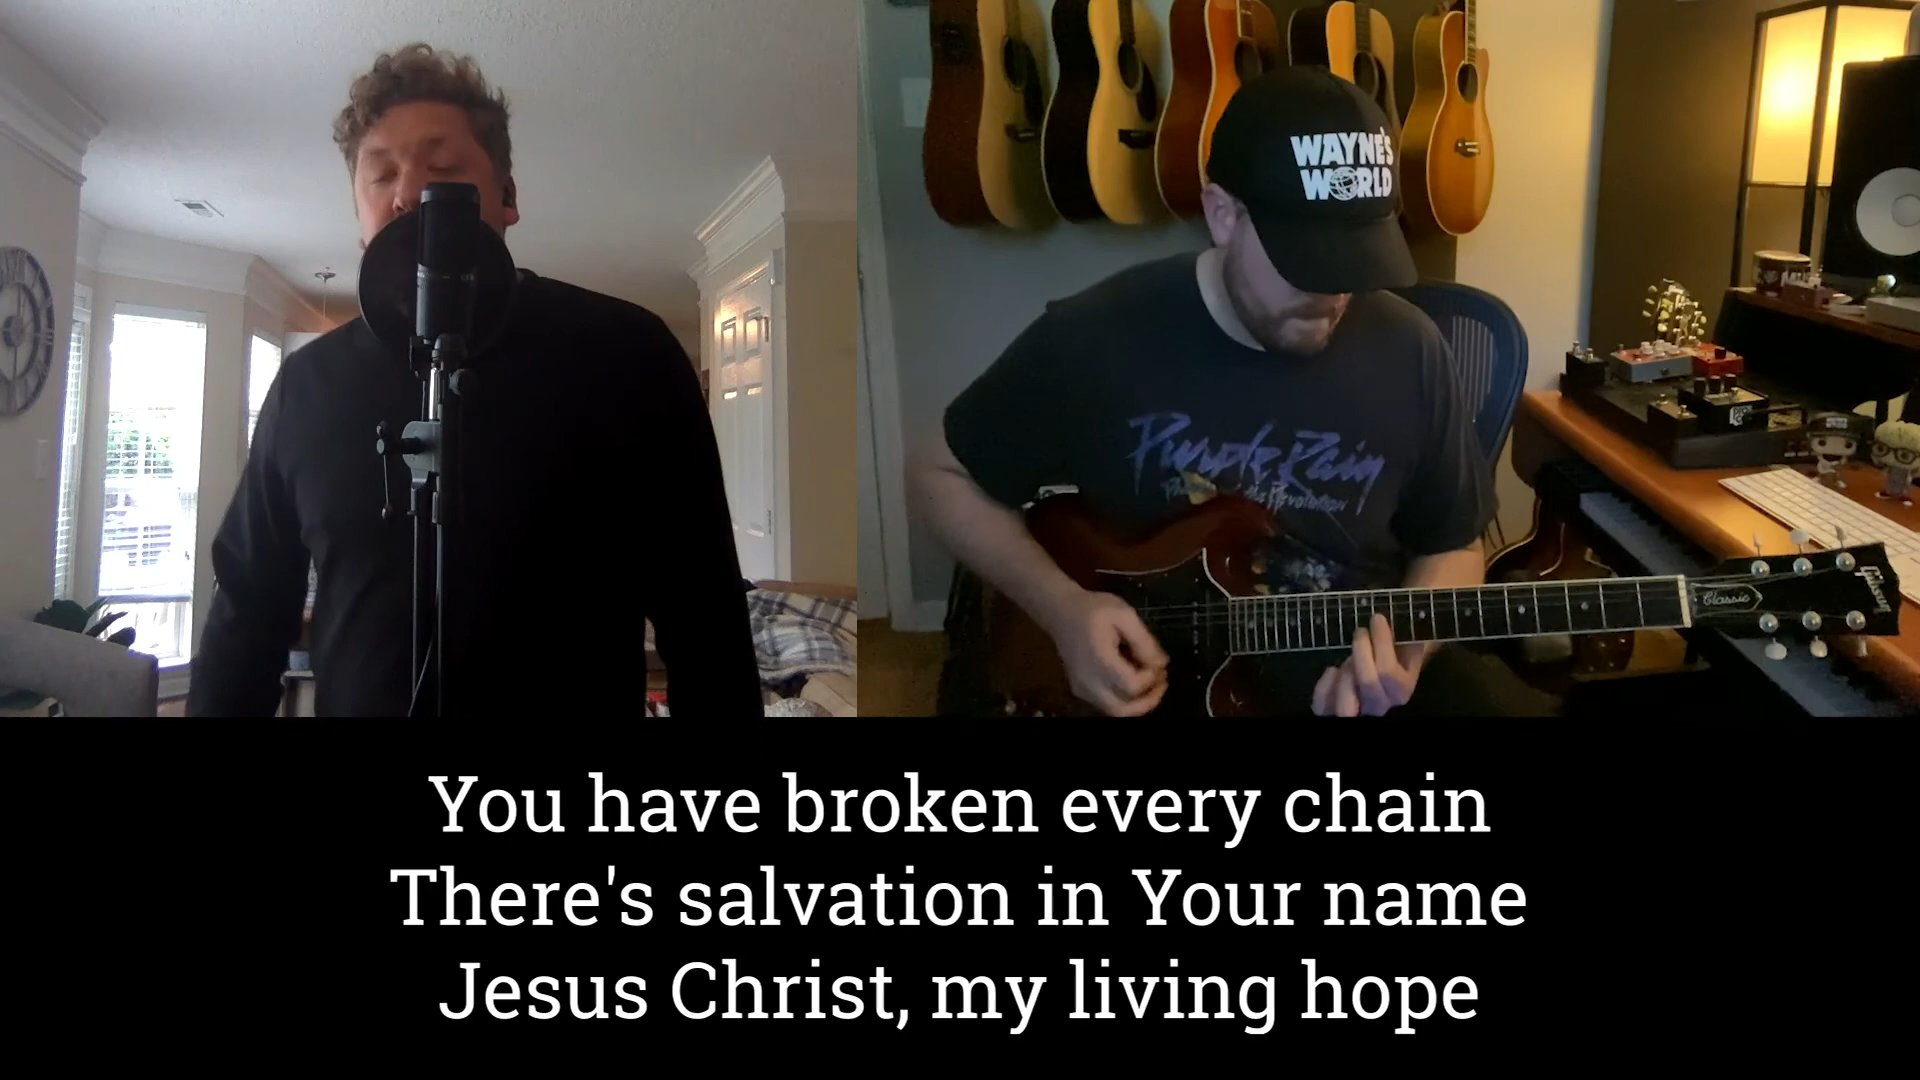 WAYNE'S
WORLD
Purple Rain
Revolution
Gibson
Classic
You have broken every chain
There's salvation in Your name
Jesus Christ, my living hope